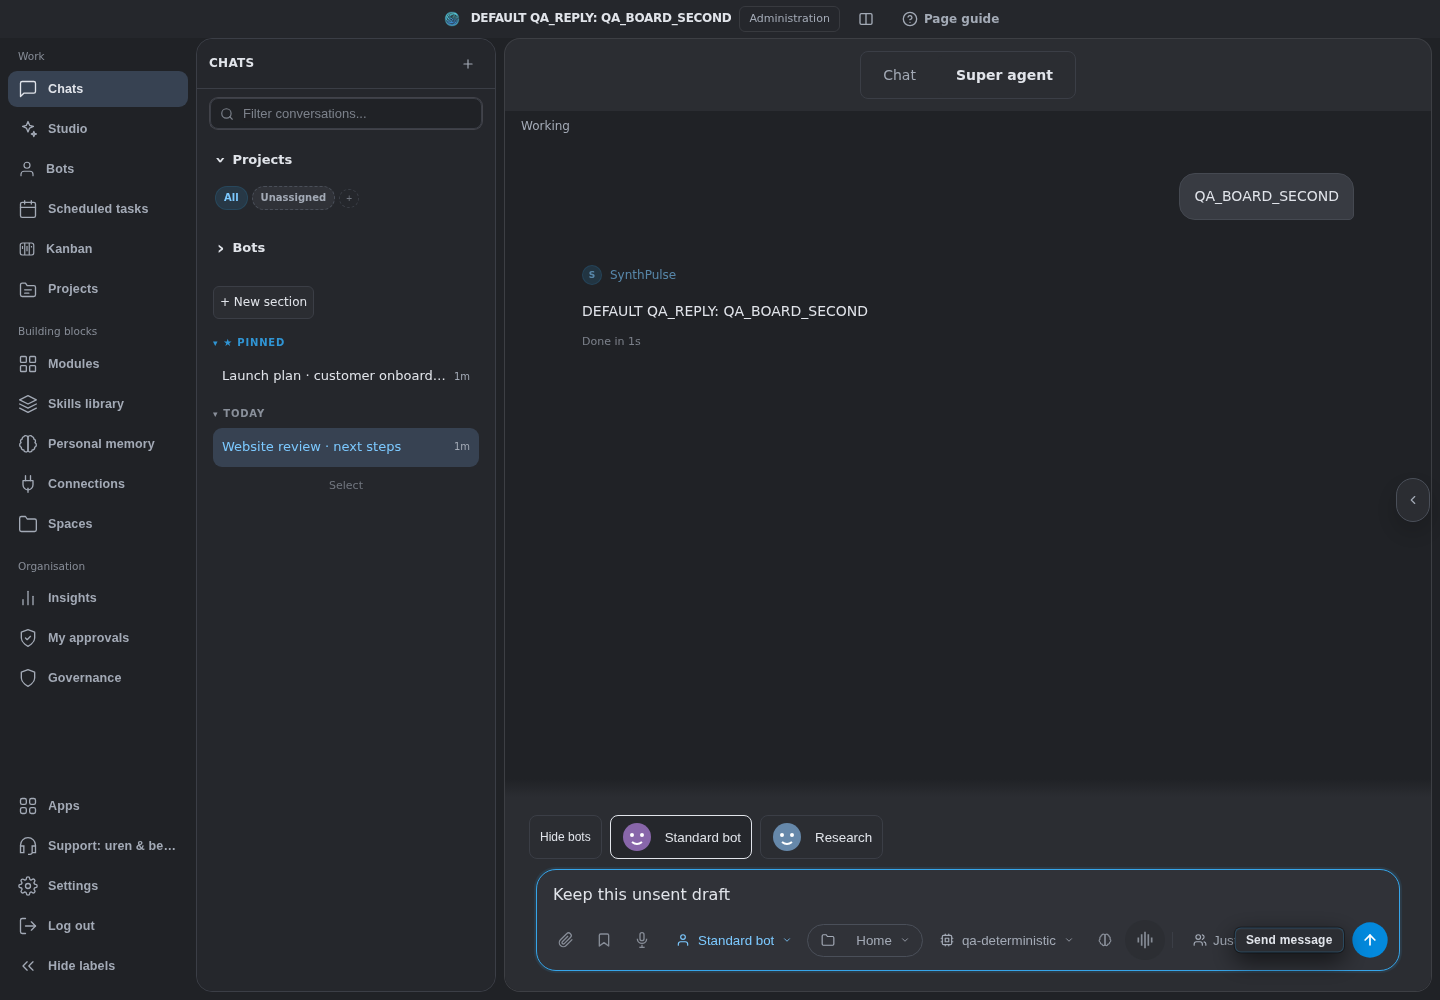 DEFAULT QA_REPLY: QA_BOARD_SECOND
Administration
Page guide
Work
Chats
Studio
Bots
Scheduled tasks
Kanban
Projects
Building blocks
Modules
Skills library
Personal memory
Connections
Spaces
Organisation
Insights
My approvals
Governance
Apps
Support: uren & be...
Settings
Log out
Hide labels
CHATS
Filter conversations...
Projects
All
Unassigned
+
Bots
+ New section
★ PINNED
Launch plan · customer onboard... 1m
TODAY
Website review · next steps 1m
Select
Chat
Super agent
Working
QA_BOARD_SECOND
S
SynthPulse
DEFAULT QA_REPLY: QA_BOARD_SECOND
Done in 1s
Hide bots
Standard bot
Research
Keep this unsent draft
Standard bot
Home
qa-deterministic
Jus
Send message